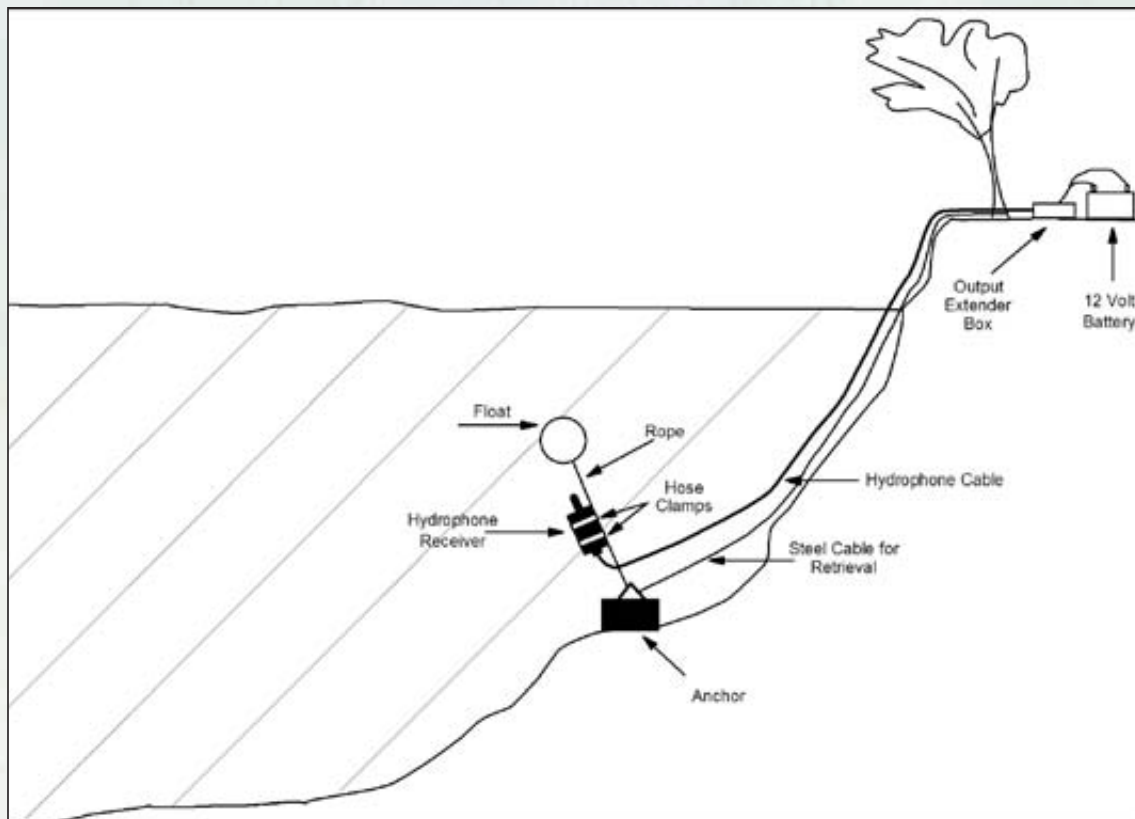 Output
Extender
Box
12 Volt
Battery
Float
Rope
Hose
Clamps
Hydrophone Cable
Hydrophone
Receiver
Steel Cable for
Retrieval
Anchor